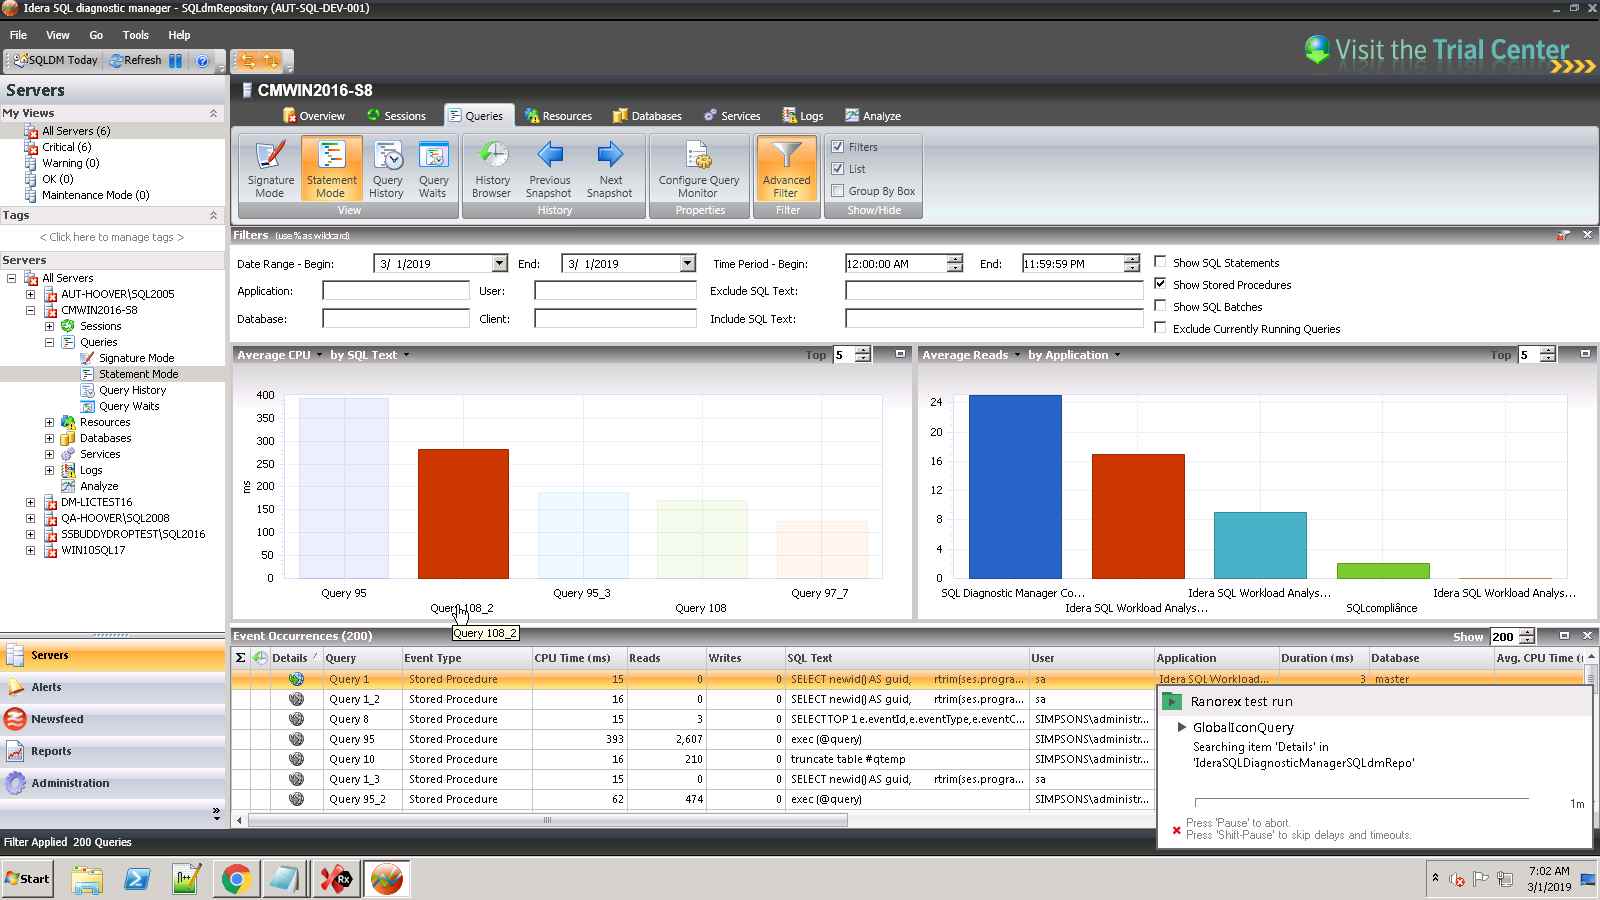 Idera SQL diagnostic manager - SQLdmRepository (AUT-SQL-DEV-001)
File View Go Tools Help
SQLDM Today Refresh
Visit the Trial Center
Servers
My Views
All Servers (6)
Critical (6)
Warning (0)
OK (0)
Maintenance Mode (0)
Tags
< Click here to manage tags >
Servers
All Servers
AUT-HOOVER\SQL2005
CMWIN2016-S8
Sessions
Queries
Signature Mode
Statement Mode
Query History
Query Waits
Resources
Databases
Services
Logs
Analyze
DM-LICTEST16
QA-HOOVER\SQL2008
SSBUDDYDROPTEST\SQL2016
WIN10SQL17
Servers
Alerts
Newsfeed
Reports
Administration
CMWIN2016-S8
Overview Sessions Queries Resources Databases Services Logs Analyze
Signature Mode
Statement Mode
Query History
Query Waits
View
History Browser
Previous Snapshot
Next Snapshot
History
Configure Query Monitor
Properties
Advanced Filter
Filter
Filters
List
Group By Box
Show/Hide
Filters (use % as wildcard)
Date Range - Begin: 3/ 1/2019 End: 3/ 1/2019 Time Period - Begin: 12:00:00 AM End: 11:59:59 PM
Application: User: Exclude SQL Text:
Database: Client: Include SQL Text:
Show SQL Statements
Show Stored Procedures
Show SQL Batches
Exclude Currently Running Queries
Average CPU by SQL Text Top 5
400
350
300
250
200
150
100
50
0
ms
Query 95
Query 108_2
Query 95_3
Query 108
Query 97_7
Query 108_2
Average Reads by Application Top 5
24
20
16
12
8
4
0
SQL Diagnostic Manager Co...
Idera SQL Workload Analys...
Idera SQL Workload Analys...
SQLcompliance
Idera SQL Workload Analys...
Event Occurrences (200) Show 200
Σ Details Query Event Type CPU Time (ms) Reads Writes SQL Text User Application Duration (ms) Database Avg. CPU Time (
Query 1 Stored Procedure 15 0 0 SELECT newid() AS guid, rtrim(ses.progra... sa Idera SQL Workload... 3 master
Query 1_2 Stored Procedure 16 0 0 SELECT newid() AS guid, rtrim(ses.progra... sa
Query 8 Stored Procedure 15 3 0 SELECT TOP 1 e.eventId,e.eventType,e.eventC... SIMPSONS\administr...
Query 95 Stored Procedure 393 2,607 0 exec (@query) SIMPSONS\administr...
Query 10 Stored Procedure 16 210 0 truncate table #qtemp SIMPSONS\administr...
Query 1_3 Stored Procedure 15 0 0 SELECT newid() AS guid, rtrim(ses.progra... sa
Query 95_2 Stored Procedure 62 474 0 exec (@query) SIMPSONS\administr...
Ranorex test run
GlobalIconQuery
Searching item 'Details' in
'IderaSQLDiagnosticManagerSQLdmRepo'
1m
Press 'Pause' to abort.
Press 'Shift-Pause' to skip delays and timeouts.
Filter Applied 200 Queries
Start
Rx
7:02 AM
3/1/2019